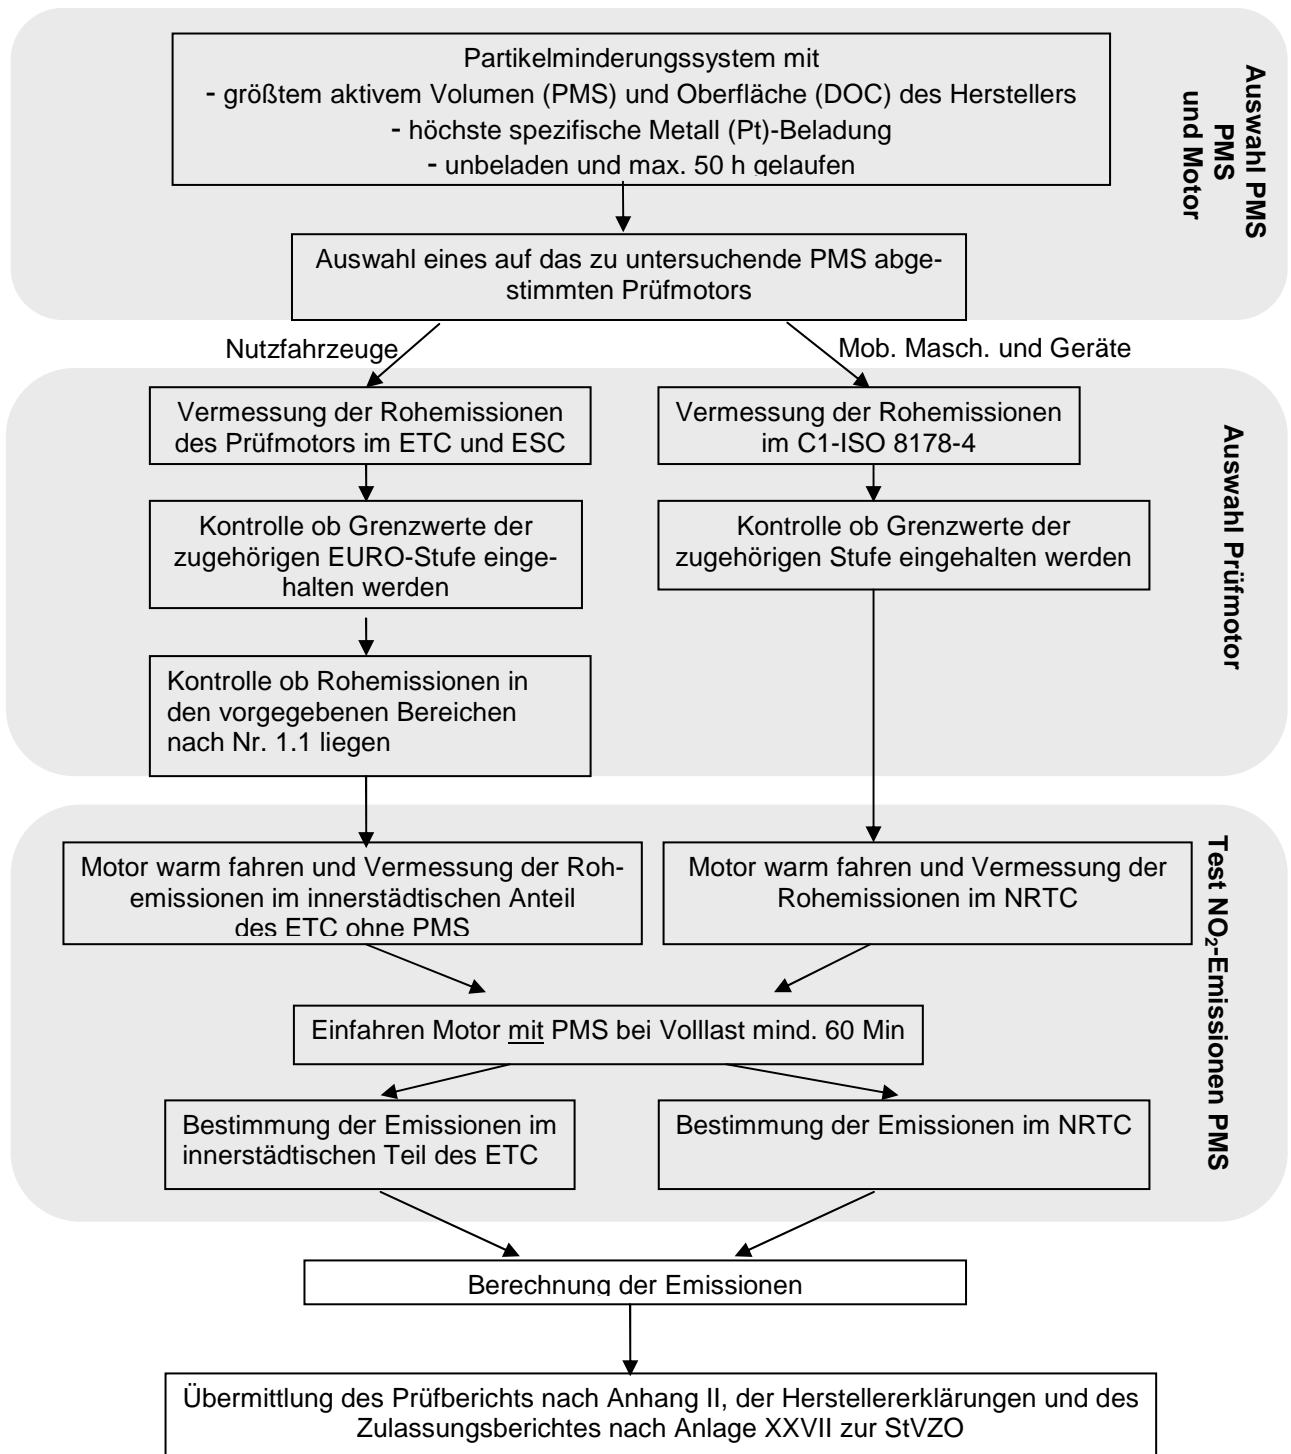 Partikelminderungssystem mit
- größtem aktivem Volumen (PMS) und Oberfläche (DOC) des Herstellers
- höchste spezifische Metall (Pt)-Beladung
- unbeladen und max. 50 h gelaufen
Auswahl PMS
PMS
und Motor
Auswahl eines auf das zu untersuchende PMS abge-
stimmten Prüfmotors
Nutzfahrzeuge
Mob. Masch. und Geräte
Vermessung der Rohemissionen
des Prüfmotors im ETC und ESC
Vermessung der Rohemissionen
im C1-ISO 8178-4
Kontrolle ob Grenzwerte der
zugehörigen EURO-Stufe einge-
halten werden
Kontrolle ob Grenzwerte der
zugehörigen Stufe eingehalten werden
Auswahl Prüfmotor
Kontrolle ob Rohemissionen in
den vorgegebenen Bereichen
nach Nr. 1.1 liegen
Motor warm fahren und Vermessung der Roh-
emissionen im innerstädtischen Anteil
des ETC ohne PMS
Motor warm fahren und Vermessung der
Rohemissionen im NRTC
Test NO₂-Emissionen PMS
Einfahren Motor mit PMS bei Volllast mind. 60 Min
Bestimmung der Emissionen im
innerstädtischen Teil des ETC
Bestimmung der Emissionen im NRTC
Berechnung der Emissionen
Übermittlung des Prüfberichts nach Anhang II, der Herstellererklärungen und des
Zulassungsberichtes nach Anlage XXVII zur StVZO